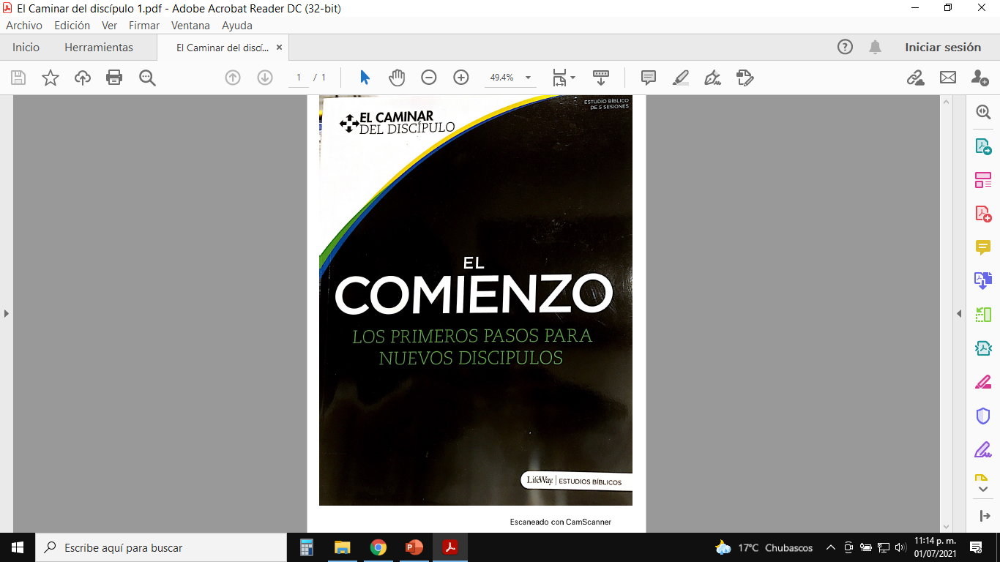 El Caminar del discípulo 1.pdf - Adobe Acrobat Reader DC (32-bit)
Archivo Edición Ver Firmar Ventana Ayuda
Inicio Herramientas El Caminar del discí... Iniciar sesión
1 / 1 49.4%
ESTUDIO BÍBLICO
DE 5 SESIONES
EL CAMINAR
DEL DISCÍPULO
EL
COMIENZO
LOS PRIMEROS PASOS PARA
NUEVOS DISCIPULOS
LifeWay | ESTUDIOS BÍBLICOS
Escaneado con CamScanner
Escribe aquí para buscar
17°C Chubascos
11:14 p. m.
01/07/2021